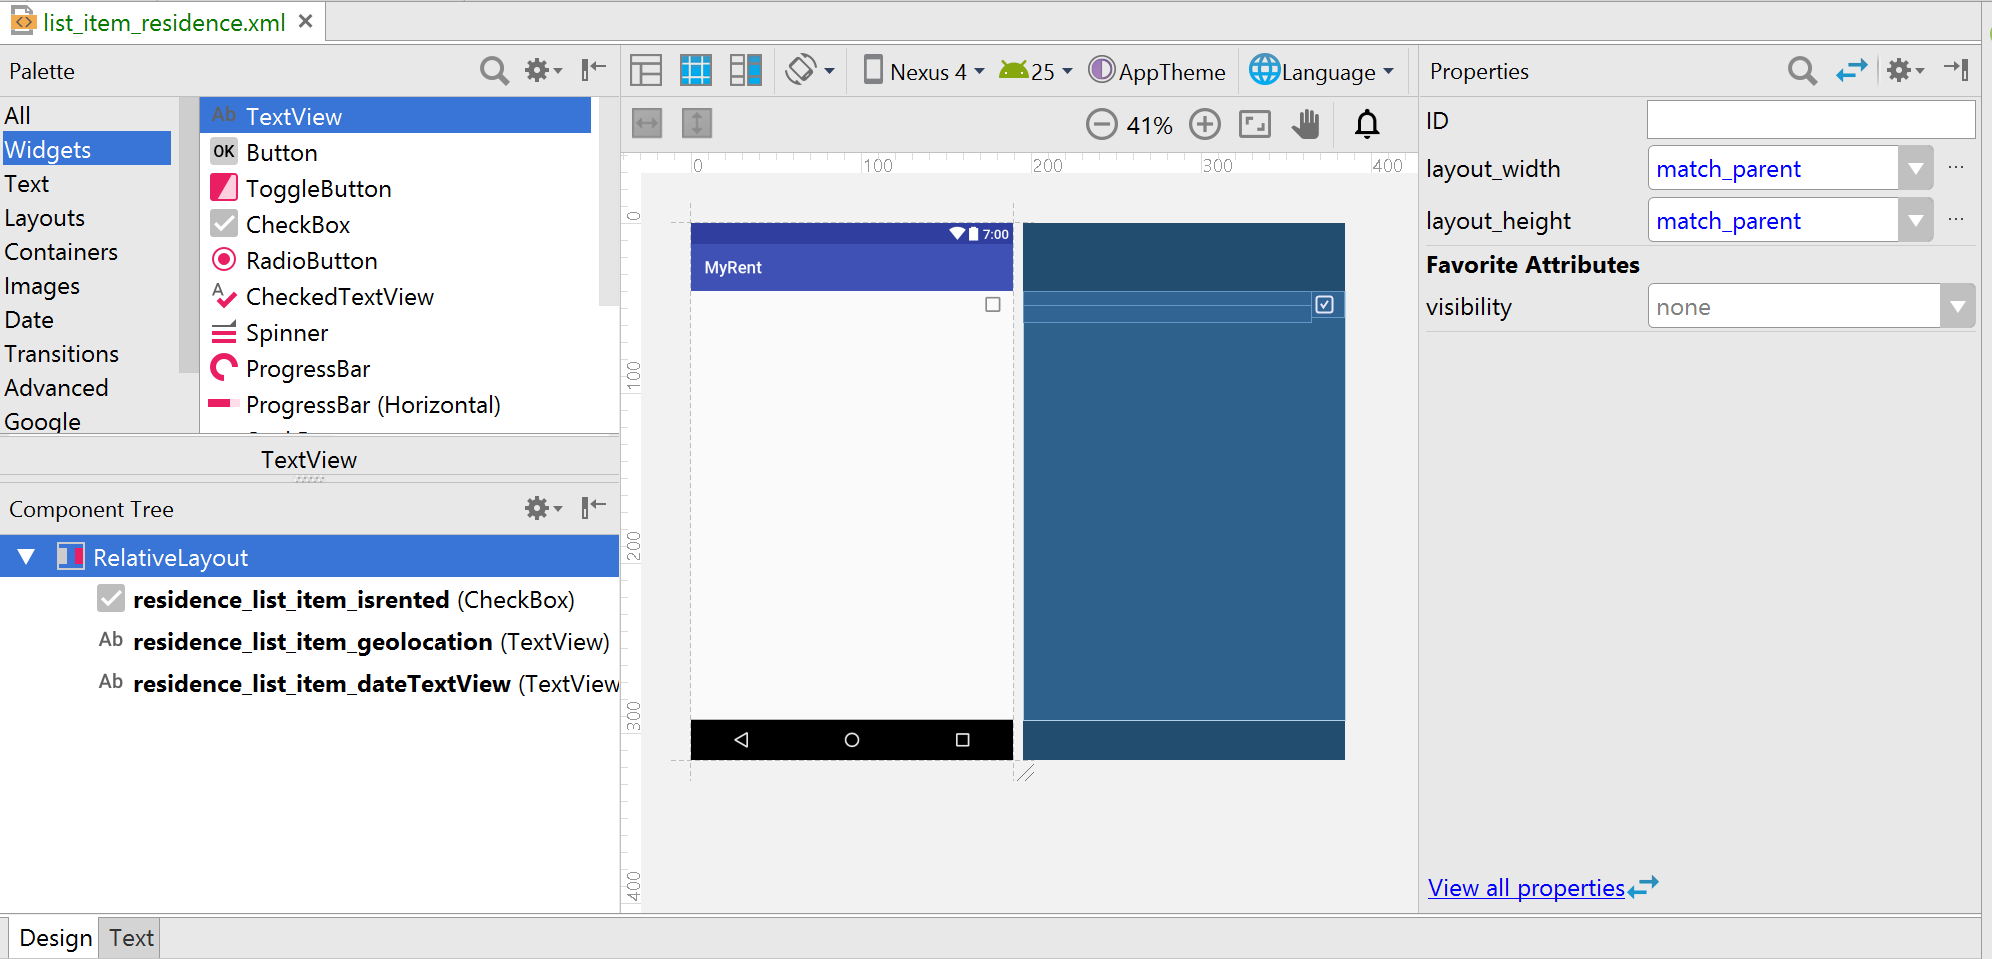 list_item_residence.xml
Palette
All
Widgets
Text
Layouts
Containers
Images
Date
Transitions
Advanced
Google
Ab TextView
OK Button
ToggleButton
CheckBox
RadioButton
CheckedTextView
Spinner
ProgressBar
ProgressBar (Horizontal)
TextView
Component Tree
RelativeLayout
residence_list_item_isrented (CheckBox)
Ab residence_list_item_geolocation (TextView)
Ab residence_list_item_dateTextView (TextView
Nexus 4
25
AppTheme
Language
41%
0 100 200 300 400
0
100
200
300
400
7:00
MyRent
Properties
ID
layout_width match_parent ...
layout_height match_parent ...
Favorite Attributes
visibility none
View all properties
Design Text